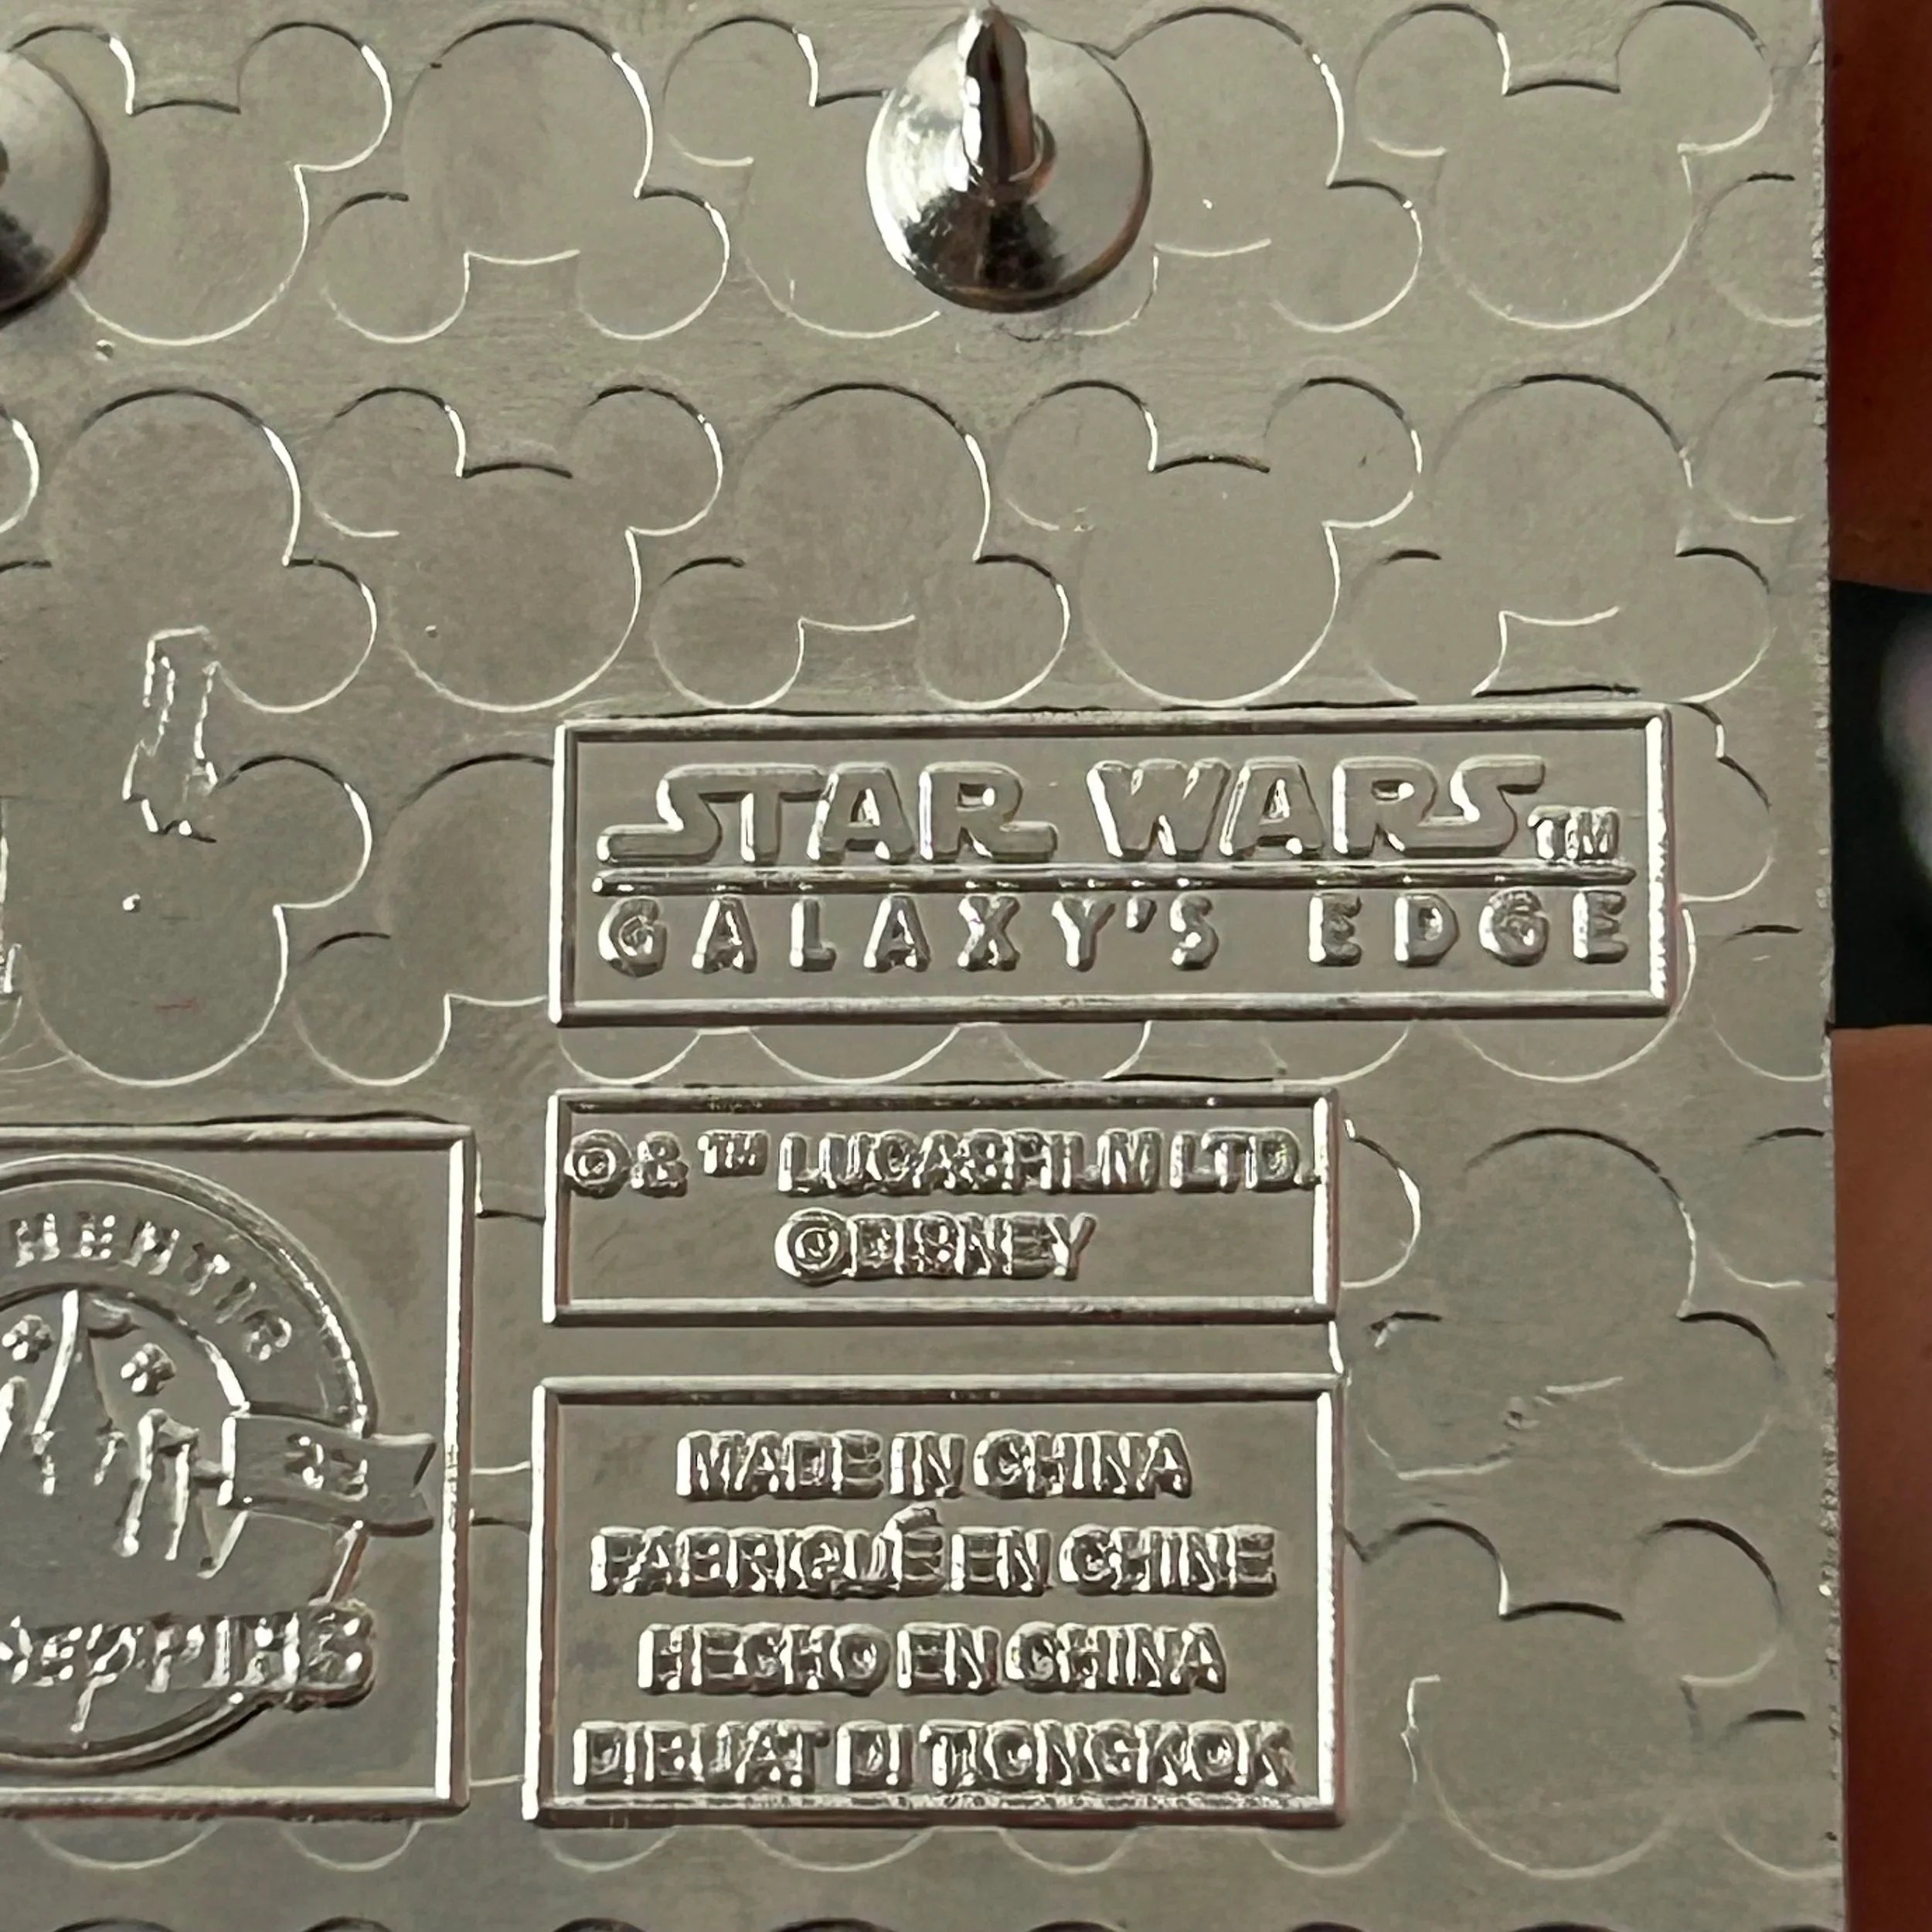 STAR WARS TM
GALAXY'S EDGE
© & ™ LUCASFILM LTD.
© DISNEY
MADE IN CHINA
FABRIQUÉ EN CHINE
HECHO EN CHINA
DIBUAT DI TIONGKOK